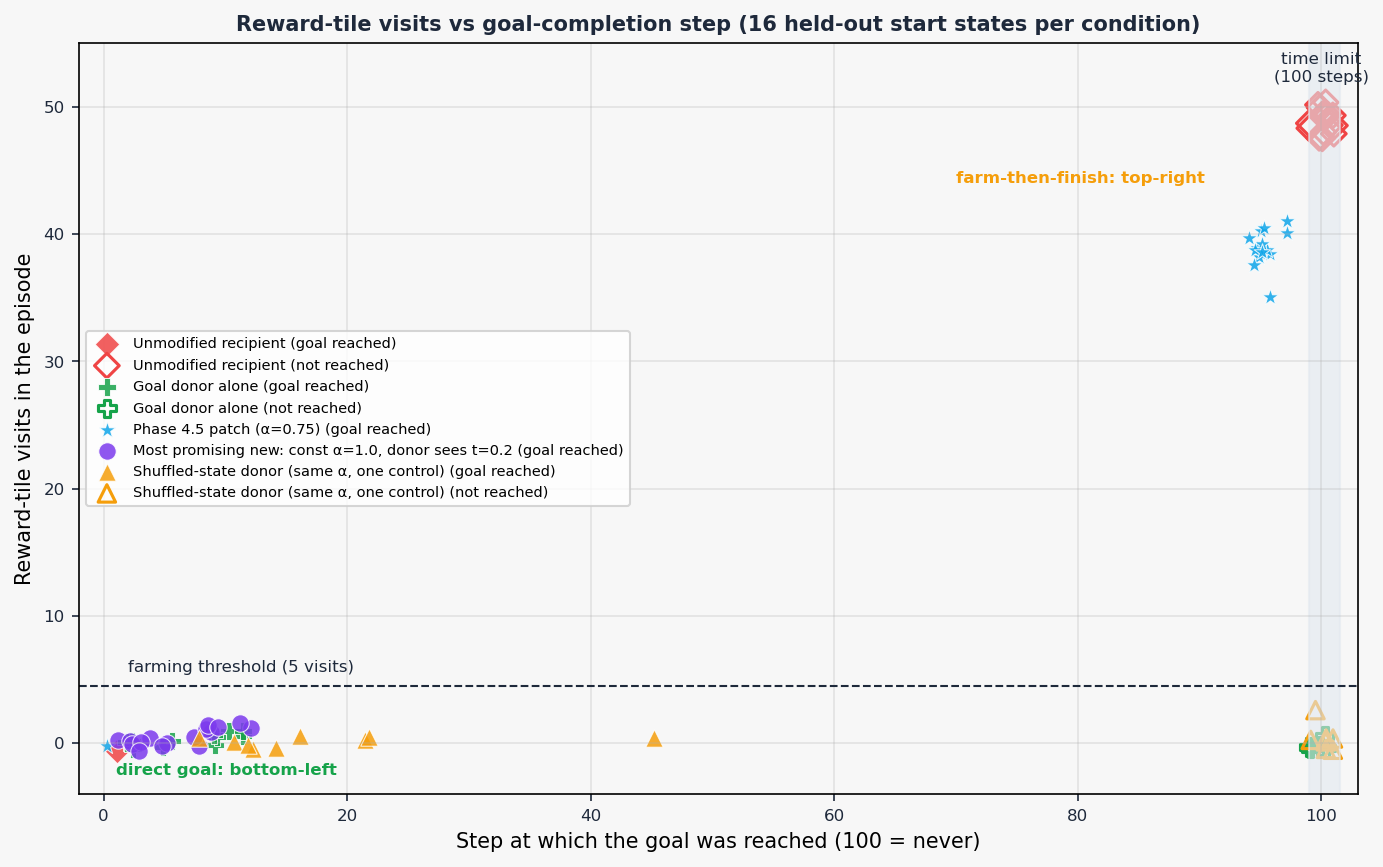 Reward-tile visits vs goal-completion step (16 held-out start states per condition)
time limit
(100 steps)
farm-then-finish: top-right
Unmodified recipient (goal reached)
Unmodified recipient (not reached)
Goal donor alone (goal reached)
Goal donor alone (not reached)
Phase 4.5 patch (α=0.75) (goal reached)
Most promising new: const α=1.0, donor sees t=0.2 (goal reached)
Shuffled-state donor (same α, one control) (goal reached)
Shuffled-state donor (same α, one control) (not reached)
farming threshold (5 visits)
direct goal: bottom-left
50
40
30
20
10
0
0 20 40 60 80 100
Step at which the goal was reached (100 = never)
Reward-tile visits in the episode